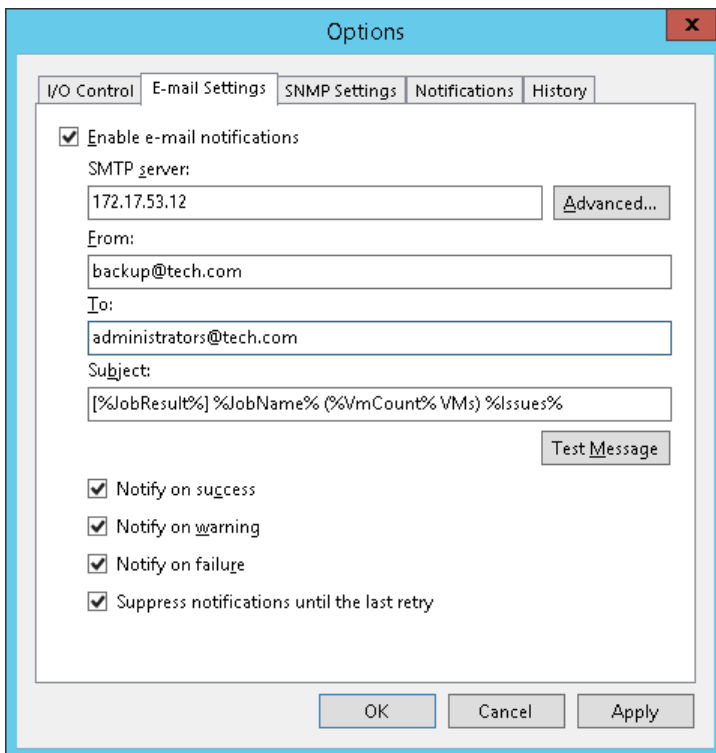 Options
x
I/O Control E-mail Settings SNMP Settings Notifications History
Enable e-mail notifications
SMTP server:
172.17.53.12 Advanced...
From:
backup@tech.com
To:
administrators@tech.com
Subject:
[%JobResult%] %JobName% (%VmCount% VMs) %Issues%
Test Message
Notify on success
Notify on warning
Notify on failure
Suppress notifications until the last retry
OK Cancel Apply